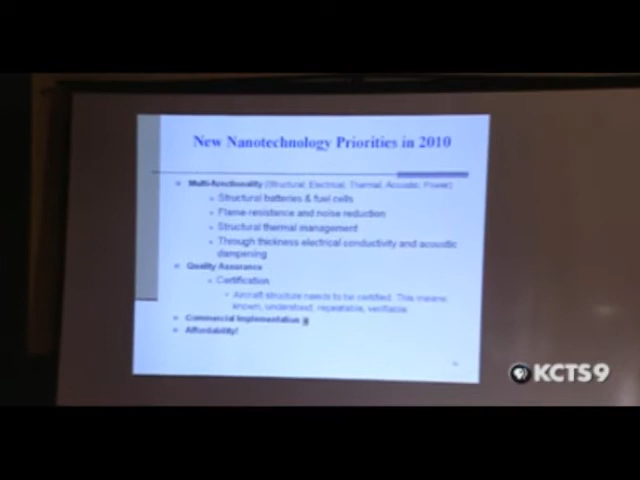 New Nanotechnology Priorities in 2010
Multi-functionality (Structural, Electrical, Thermal, Acoustic, Power)
Structural batteries & fuel cells
Flame-resistance and noise reduction
Structural thermal management
Through thickness electrical conductivity and acoustic
dampening
Quality Assurance
Certification
Aircraft structure needs to be certified. This means
known, understood, repeatable, verifiable
Commercial Implementation
Affordability!
KCTS9